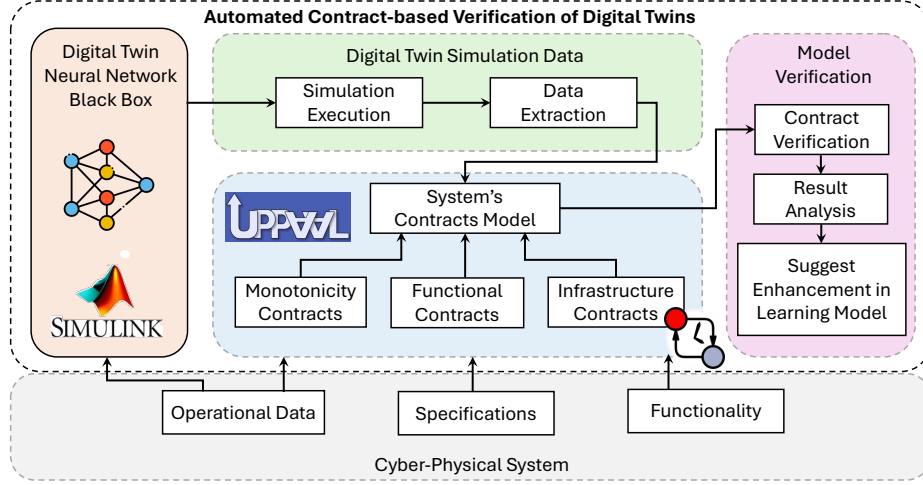 Automated Contract-based Verification of Digital Twins
Digital Twin
Neural Network
Black Box
SIMULINK
Digital Twin Simulation Data
Simulation
Execution
Data
Extraction
UPPAAL
System's
Contracts Model
Monotonicity
Contracts
Functional
Contracts
Infrastructure
Contracts
Model
Verification
Contract
Verification
Result
Analysis
Suggest
Enhancement in
Learning Model
Operational Data
Specifications
Functionality
Cyber-Physical System